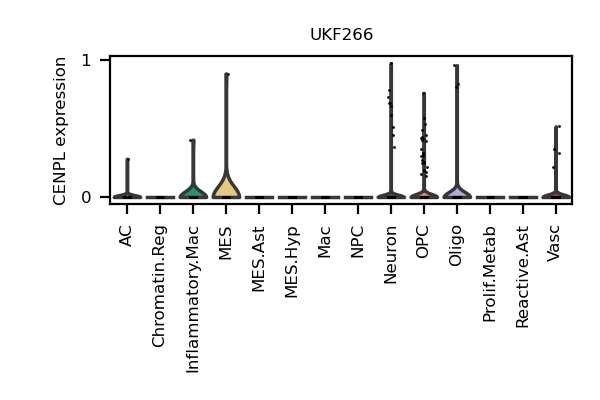 UKF266
CENPL expression
1
0
AC
Chromatin.Reg
Inflammatory.Mac
MES
MES.Ast
MES.Hyp
Mac
NPC
Neuron
OPC
Oligo
Prolif.Metab
Reactive.Ast
Vasc